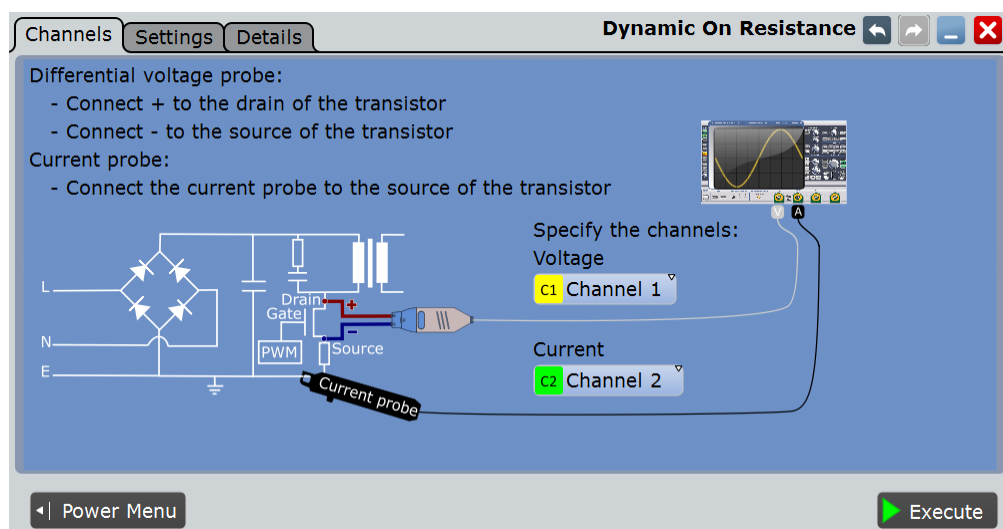 Channels Settings Details Dynamic On Resistance
Differential voltage probe:
- Connect + to the drain of the transistor
- Connect - to the source of the transistor
Current probe:
- Connect the current probe to the source of the transistor
V A
Specify the channels:
Voltage
C1 Channel 1
Current
C2 Channel 2
L
N
E
Drain
+
Gate
−
PWM
Source
Current probe
Power Menu
Execute